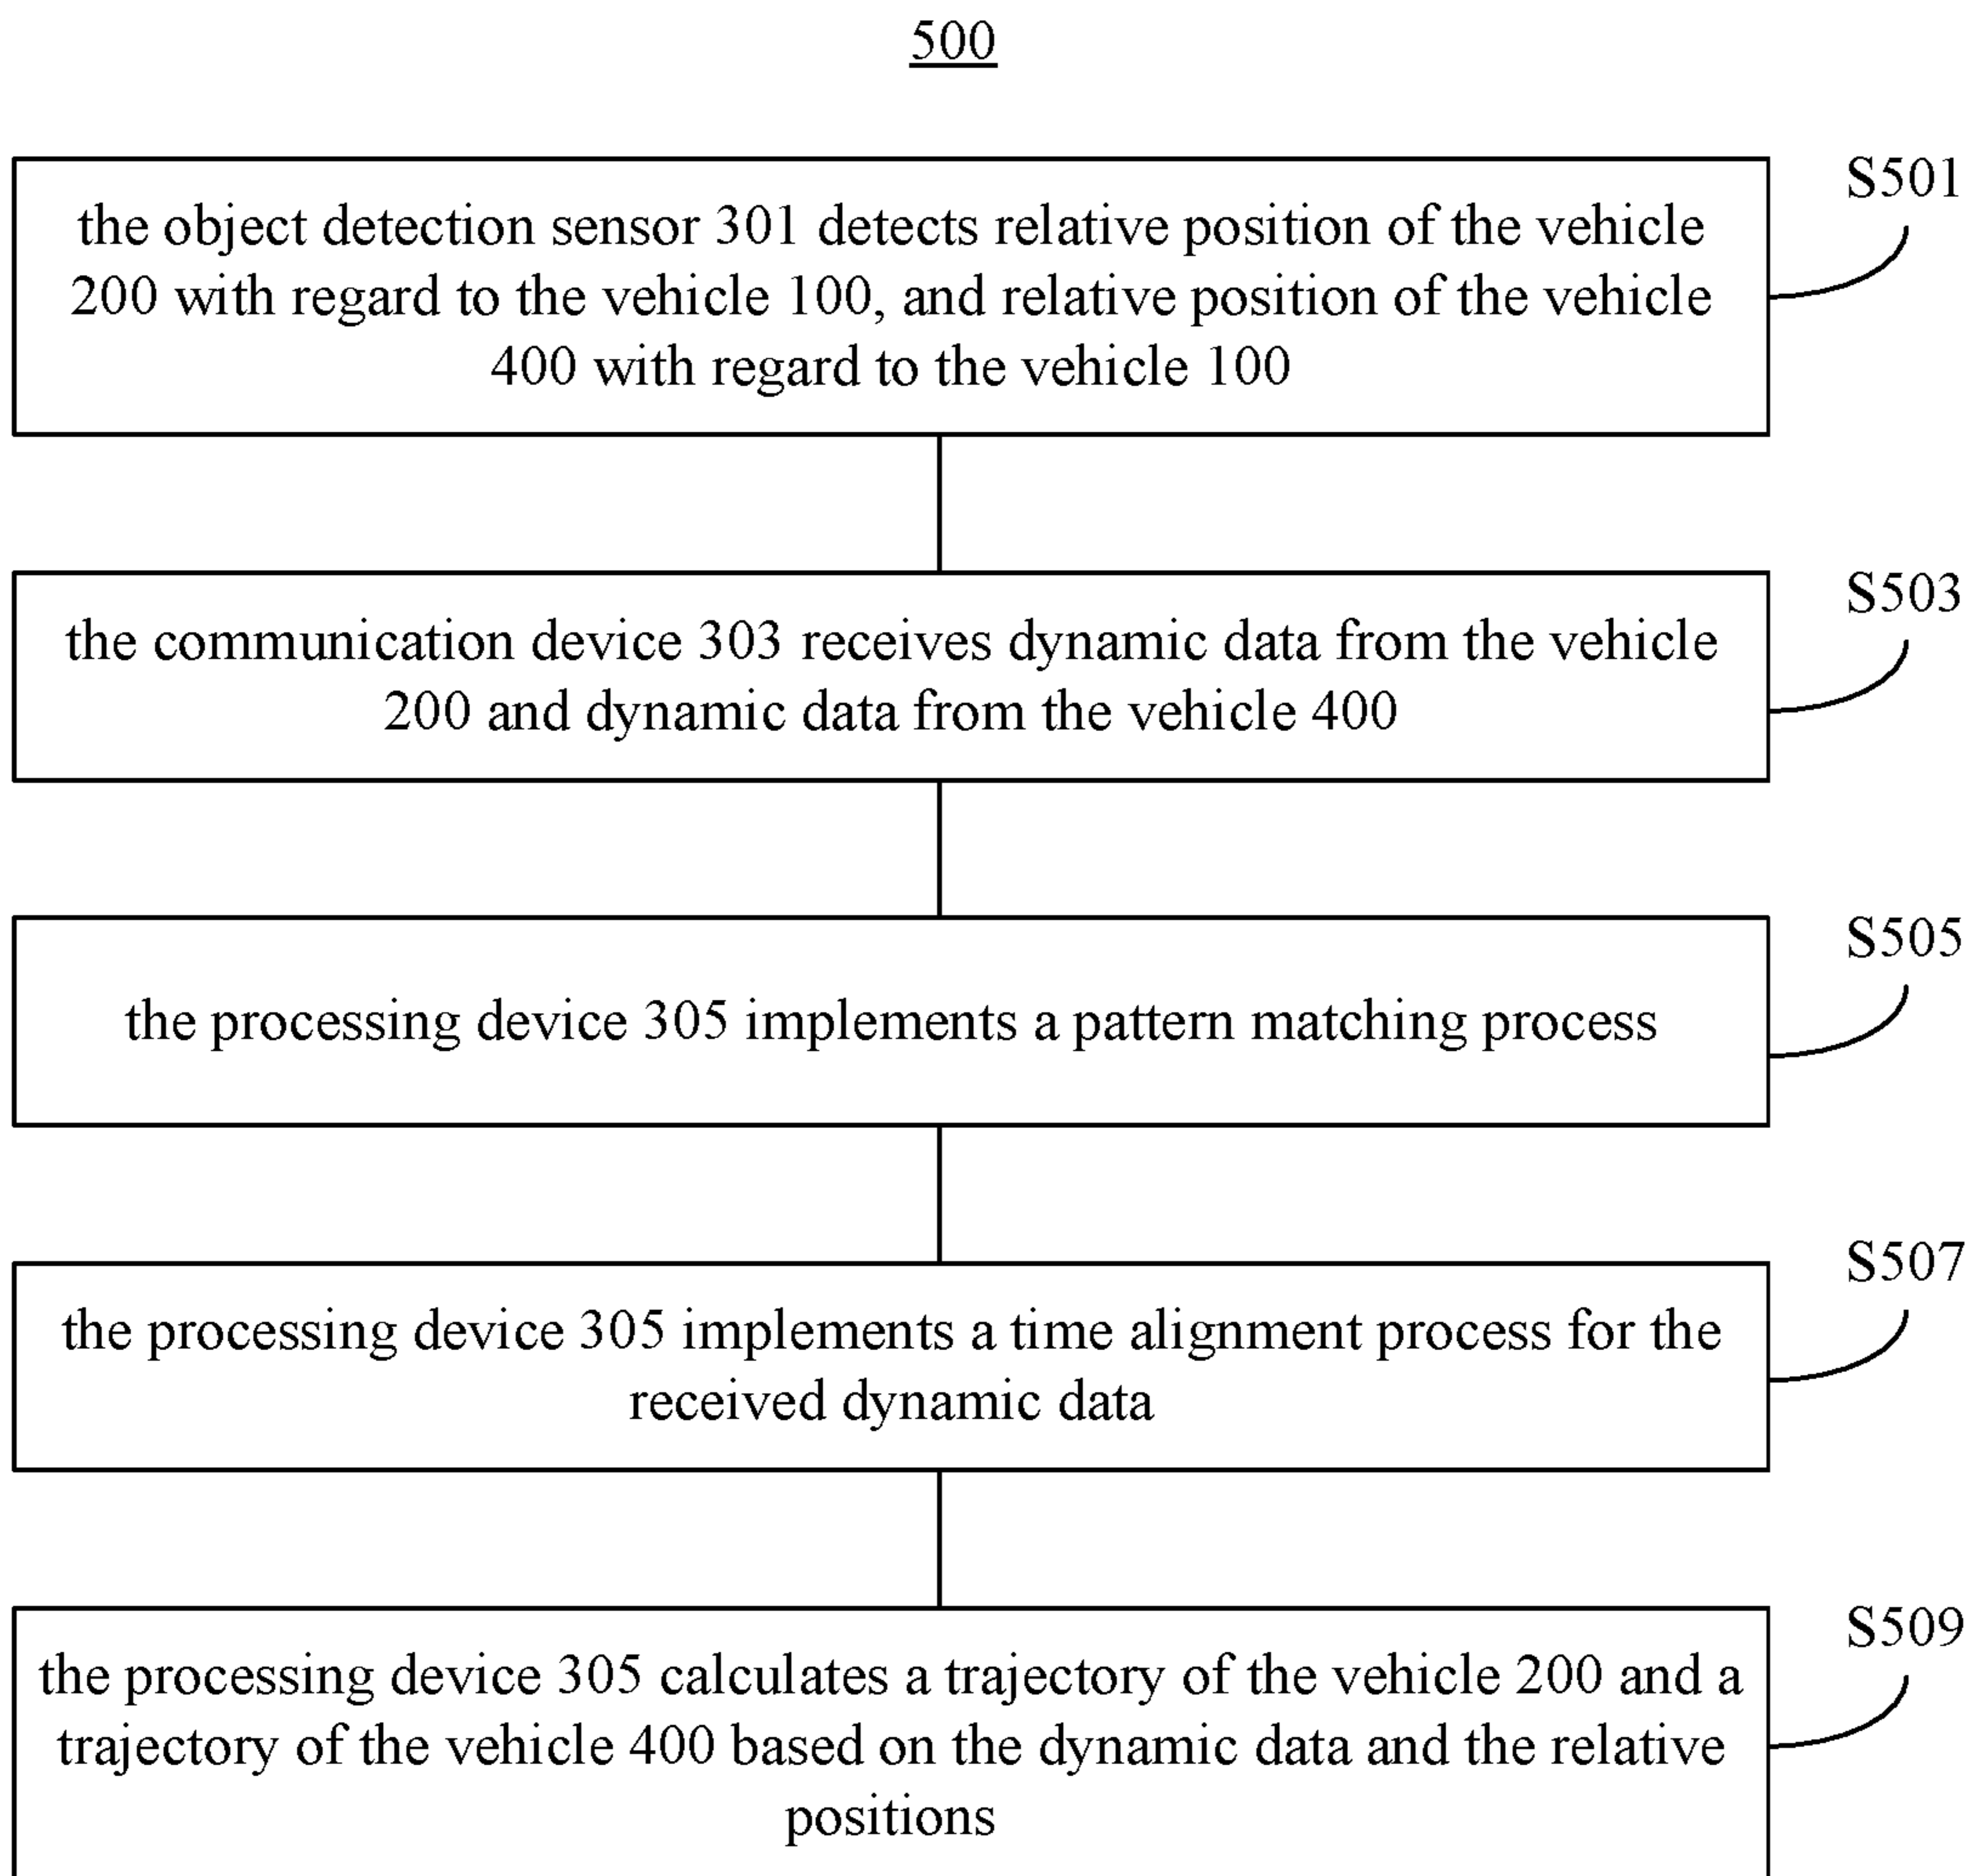 500
S501
the object detection sensor 301 detects relative position of the vehicle
200 with regard to the vehicle 100, and relative position of the vehicle
400 with regard to the vehicle 100
S503
the communication device 303 receives dynamic data from the vehicle
200 and dynamic data from the vehicle 400
S505
the processing device 305 implements a pattern matching process
S507
the processing device 305 implements a time alignment process for the
received dynamic data
S509
the processing device 305 calculates a trajectory of the vehicle 200 and a
trajectory of the vehicle 400 based on the dynamic data and the relative
positions